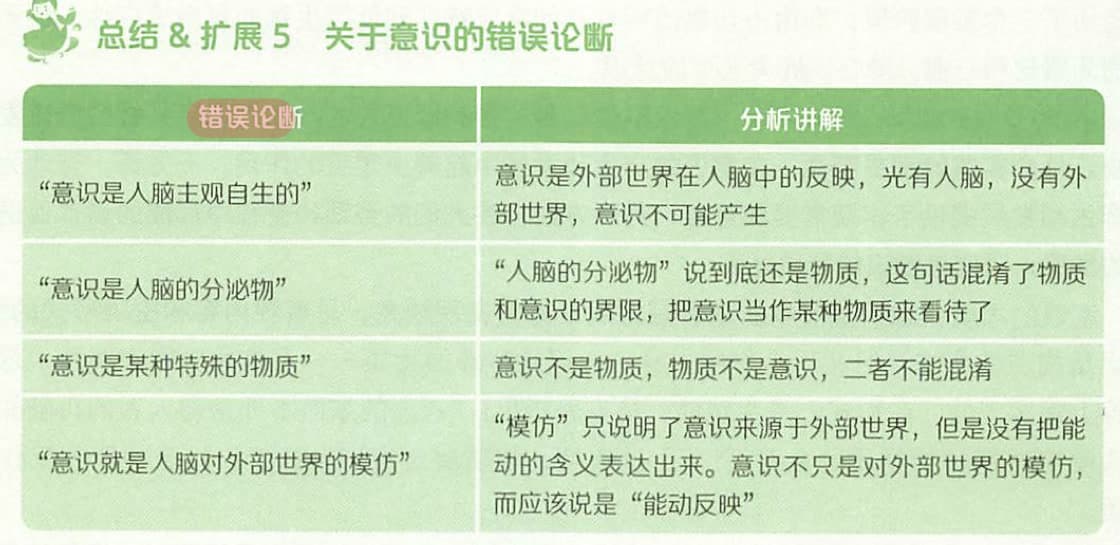 总结 & 扩展 5 关于意识的错误论断
错误论断
分析讲解
“意识是人脑主观自生的”
意识是外部世界在人脑中的反映，光有人脑，没有外
部世界，意识不可能产生
“意识是人脑的分泌物”
“人脑的分泌物”说到底还是物质，这句话混淆了物质
和意识的界限，把意识当作某种物质来看待了
“意识是某种特殊的物质”
意识不是物质，物质不是意识，二者不能混淆
“意识就是人脑对外部世界的模仿”
“模仿”只说明了意识来源于外部世界，但是没有把能
动的含义表达出来。意识不只是对外部世界的模仿，
而应该说是“能动反映”